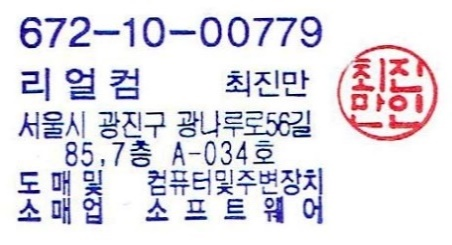 672-10-00779
리얼컴 최진만
서울시 광진구 광나루로56길
85,7층 A-034호
도매및 컴퓨터및주변장치
소매업 소프트웨어
최진만인